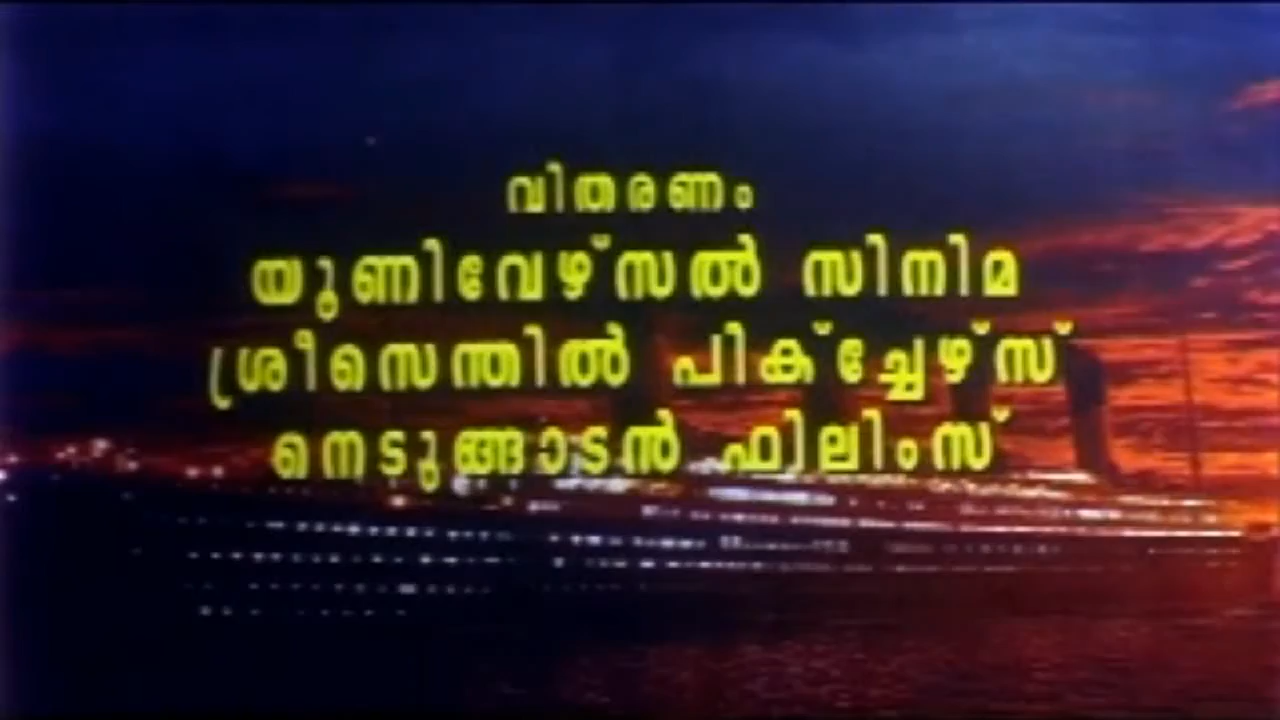 വിതരണം
യൂണിവേഴ്സൽ സിനിമ
ശ്രീസെന്തിൽ പിക്ച്ചേഴ്സ്
നെടുങ്ങാടൻ ഫിലിംസ്